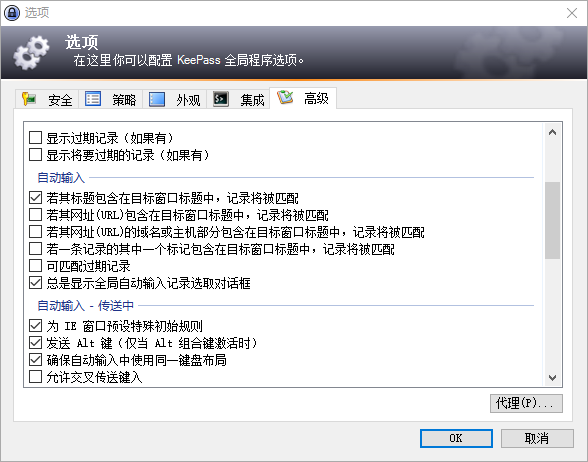 选项
选项
在这里你可以配置 KeePass 全局程序选项。
安全 策略 外观 集成 高级
显示过期记录（如果有）
显示将要过期的记录（如果有）
自动输入
若其标题包含在目标窗口标题中，记录将被匹配
若其网址(URL)包含在目标窗口标题中，记录将被匹配
若其网址(URL)的域名或主机部分包含在目标窗口标题中，记录将被匹配
若一条记录的其中一个标记包含在目标窗口标题中，记录将被匹配
可匹配过期记录
总是显示全局自动输入记录选取对话框
自动输入 - 传送中
为 IE 窗口预设特殊初始规则
发送 Alt 键（仅当 Alt 组合键激活时）
确保自动输入中使用同一键盘布局
允许交叉传送键入
代理(P)...
OK 取消